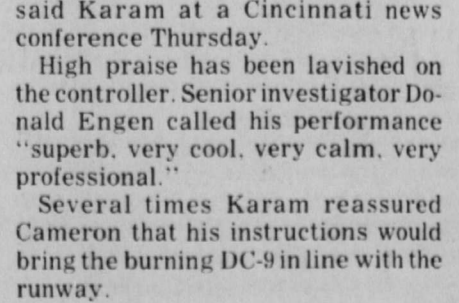 said Karam at a Cincinnati news
conference Thursday.
High praise has been lavished on
the controller. Senior investigator Do-
nald Engen called his performance
"superb, very cool, very calm, very
professional."
Several times Karam reassured
Cameron that his instructions would
bring the burning DC-9 in line with the
runway.